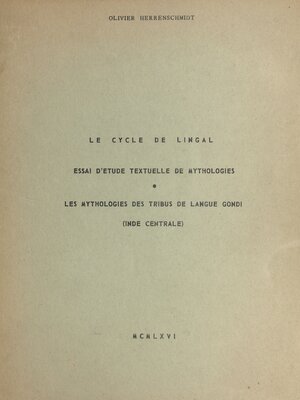 OLIVIER HERRENSCHMIDT
LE CYCLE DE LINGAL
ESSAI D'ETUDE TEXTUELLE DE MYTHOLOGIES
•
LES MYTHOLOGIES DES TRIBUS DE LANGUE GONDI
(INDE CENTRALE)
MCMLXVI